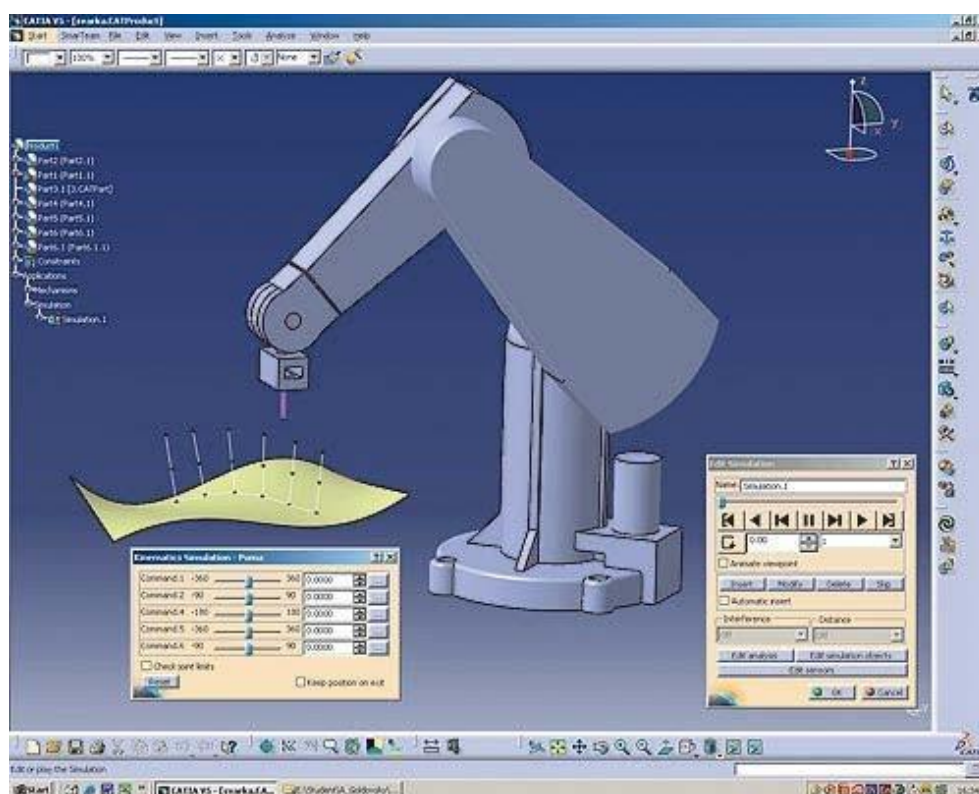 CATIA V5 - [svarka.CATProduct]
Start SmarTeam File Edit View Insert Tools Analyze Window Help
100% None
Z
Y
X
Product1
Part2 (Part2.1)
Part1 (Part1.1)
Part3.1 (3.CATPart)
Part4 (Part4.1)
Part5 (Part5.1)
Part6 (Part6.1)
Part6.1 (Part6.1.1)
Constraints
Applications
Mechanisms
Simulation
Simulation.1
Kinematics Simulation - Puma
Command.1 -360 360 0.0000
Command.2 -90 90 0.0000
Command.4 -180 180 0.0000
Command.5 -360 360 0.0000
Command.6 -90 90 0.0000
Check joint limits
Reset Keep position on exit
Edit Simulation
Name: Simulation.1
0.00 1
Animate viewpoint
Insert Modify Delete Skip
Automatic insert
Interference Distance
Off Off
Edit analysis Edit simulation objects
Edit sensors
OK Cancel
Edit or play the Simulation
Start CATIA V5 - [svarka.CA...